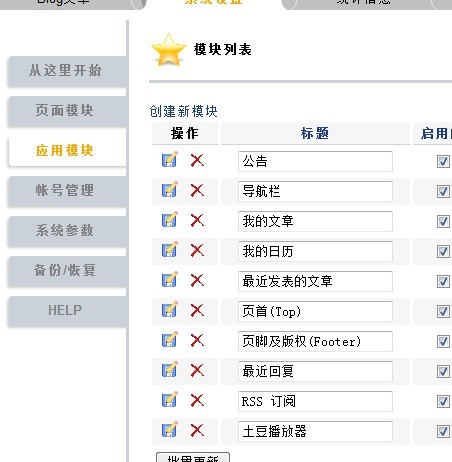 Blog文章 系统设置 统计信息
模块列表
从这里开始
页面模块
应用模块
帐号管理
系统参数
备份/恢复
HELP
创建新模块
操作 标题 启用
公告
导航栏
我的文章
我的日历
最近发表的文章
页首(Top)
页脚及版权(Footer)
最近回复
RSS 订阅
土豆播放器
批量更新